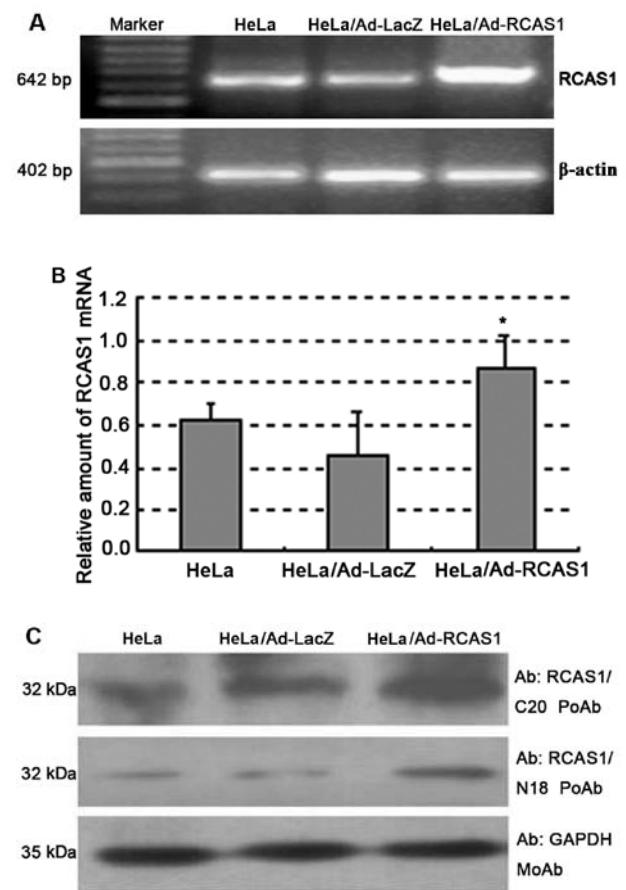 A
Marker HeLa HeLa/Ad-LacZ HeLa/Ad-RCAS1
642 bp RCAS1
402 bp β-actin
B
Relative amount of RCAS1 mRNA
1.2
1.0
0.8
0.6
0.4
0.2
0.0
*
HeLa HeLa/Ad-LacZ HeLa/Ad-RCAS1
C
HeLa HeLa/Ad-LacZ HeLa/Ad-RCAS1
32 kDa Ab: RCAS1/
C20 PoAb
32 kDa Ab: RCAS1/
N18 PoAb
35 kDa Ab: GAPDH
MoAb